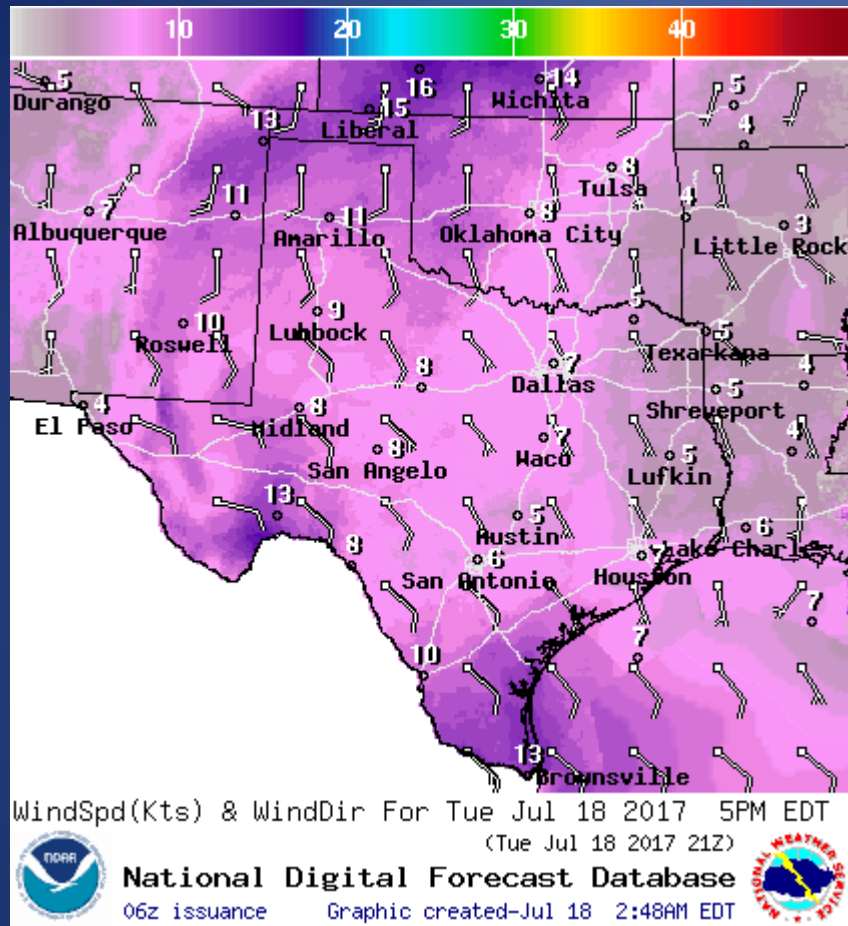 10 20 30 40
5 16 14 5
Durango 15 Wichita
13 Liberal 4
8
Tulsa
7 11 11 8 4 3
Albuquerque Amarillo Oklahoma City Little Rock
10 9 5
Roswell Lubbock 5
Texarkana
8 7
Dallas 5 4
4 8 Shreveport
El Paso Midland
8 7 5 4
San Angelo Waco Lufkin
13 5 6
Austin Lake Charles
8 6 7
San Antonio Houston
7
10 7
13
Brownsville
WindSpd(Kts) & WindDir For Tue Jul 18 2017 5PM EDT
(Tue Jul 18 2017 21Z)
NOAA
NATIONAL WEATHER SERVICE
National Digital Forecast Database
06z issuance Graphic created-Jul 18 2:48AM EDT